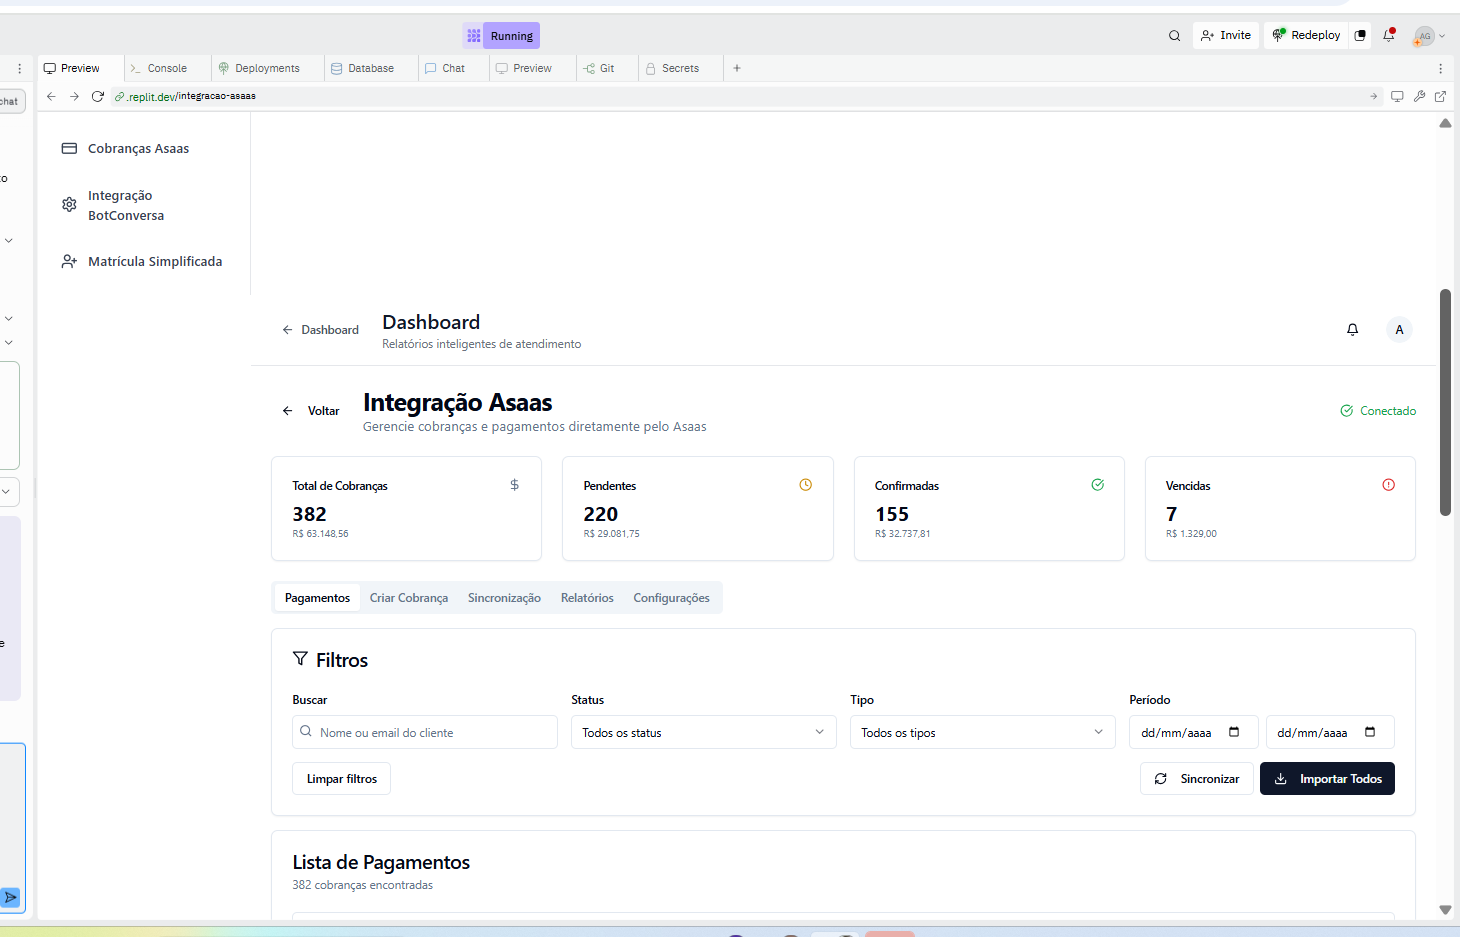 Running
Invite
Redeploy
AG
Preview
Console
Deployments
Database
Chat
Preview
Git
Secrets
chat
.replit.dev/integracao-asaas
Cobranças Asaas
Integração
BotConversa
Matrícula Simplificada
Dashboard
Dashboard
Relatórios inteligentes de atendimento
A
Voltar
Integração Asaas
Gerencie cobranças e pagamentos diretamente pelo Asaas
Conectado
Total de Cobranças
382
R$ 63.148,56
Pendentes
220
R$ 29.081,75
Confirmadas
155
R$ 32.737,81
Vencidas
7
R$ 1.329,00
Pagamentos
Criar Cobrança
Sincronização
Relatórios
Configurações
Filtros
Buscar
Status
Tipo
Período
Nome ou email do cliente
Todos os status
Todos os tipos
dd/mm/aaaa
dd/mm/aaaa
Limpar filtros
Sincronizar
Importar Todos
Lista de Pagamentos
382 cobranças encontradas